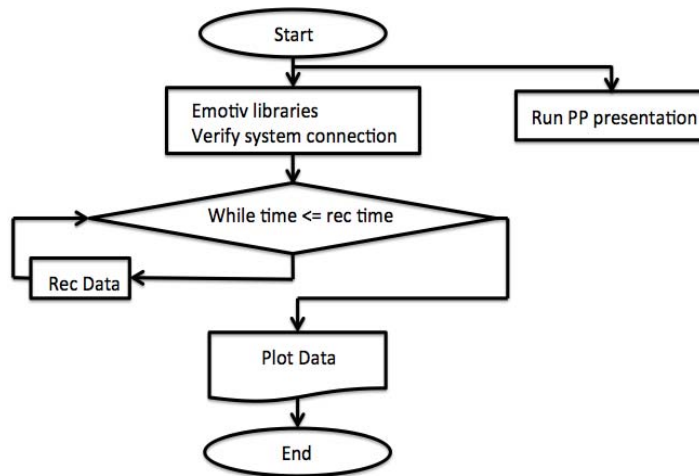 Start
Emotiv libraries
Verify system connection
Run PP presentation
While time <= rec time
Rec Data
Plot Data
End